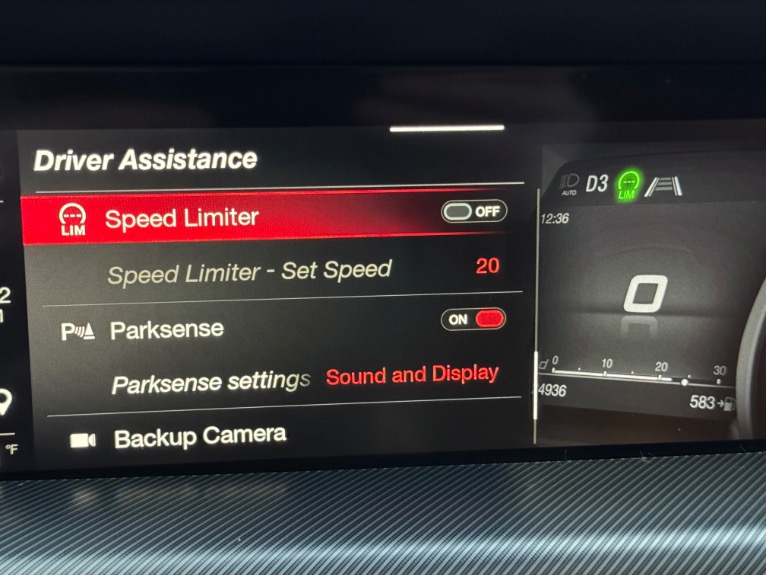 Driver Assistance
LIM Speed Limiter OFF
Speed Limiter - Set Speed 20
P Parksense ON
Parksense settings Sound and Display
Backup Camera
°F
AUTO D3 LIM
12:36
0
0 10 20 30
4936
583